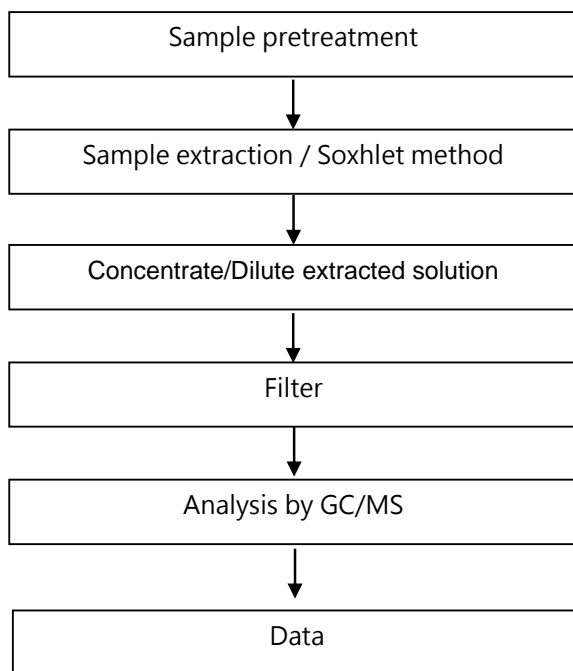 Sample pretreatment
Sample extraction / Soxhlet method
Concentrate/Dilute extracted solution
Filter
Analysis by GC/MS
Data